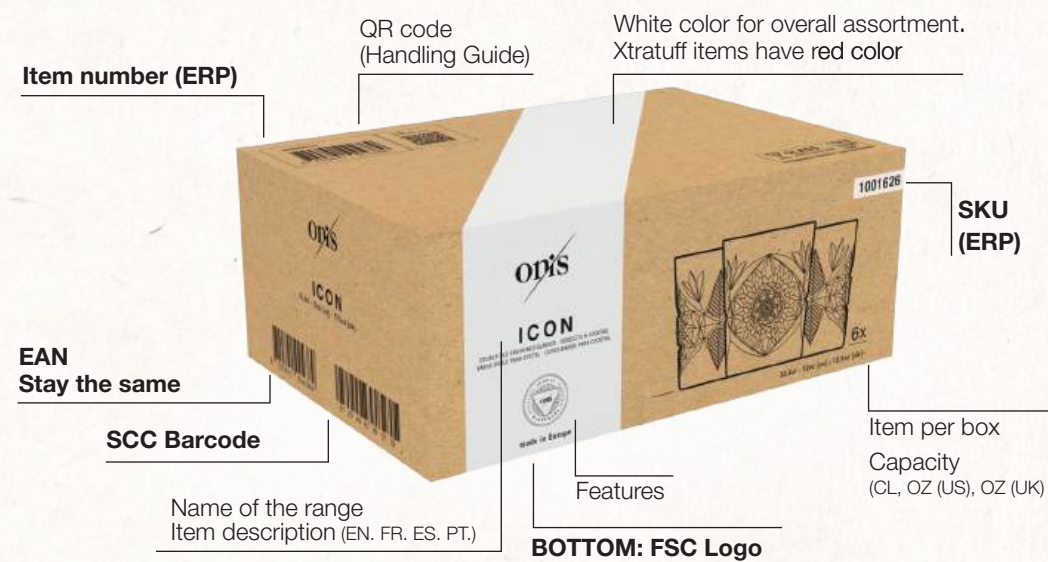 QR code
(Handling Guide)
White color for overall assortment.
Xtratuff items have red color
Item number (ERP)
1001626
SKU
(ERP)
OPIS
ICON
OPIS
ICON
made in Europe
6x
EAN
Stay the same
SCC Barcode
Item per box
Capacity
(CL, OZ (US), OZ (UK)
Features
Name of the range
Item description (EN. FR. ES. PT.)
BOTTOM: FSC Logo